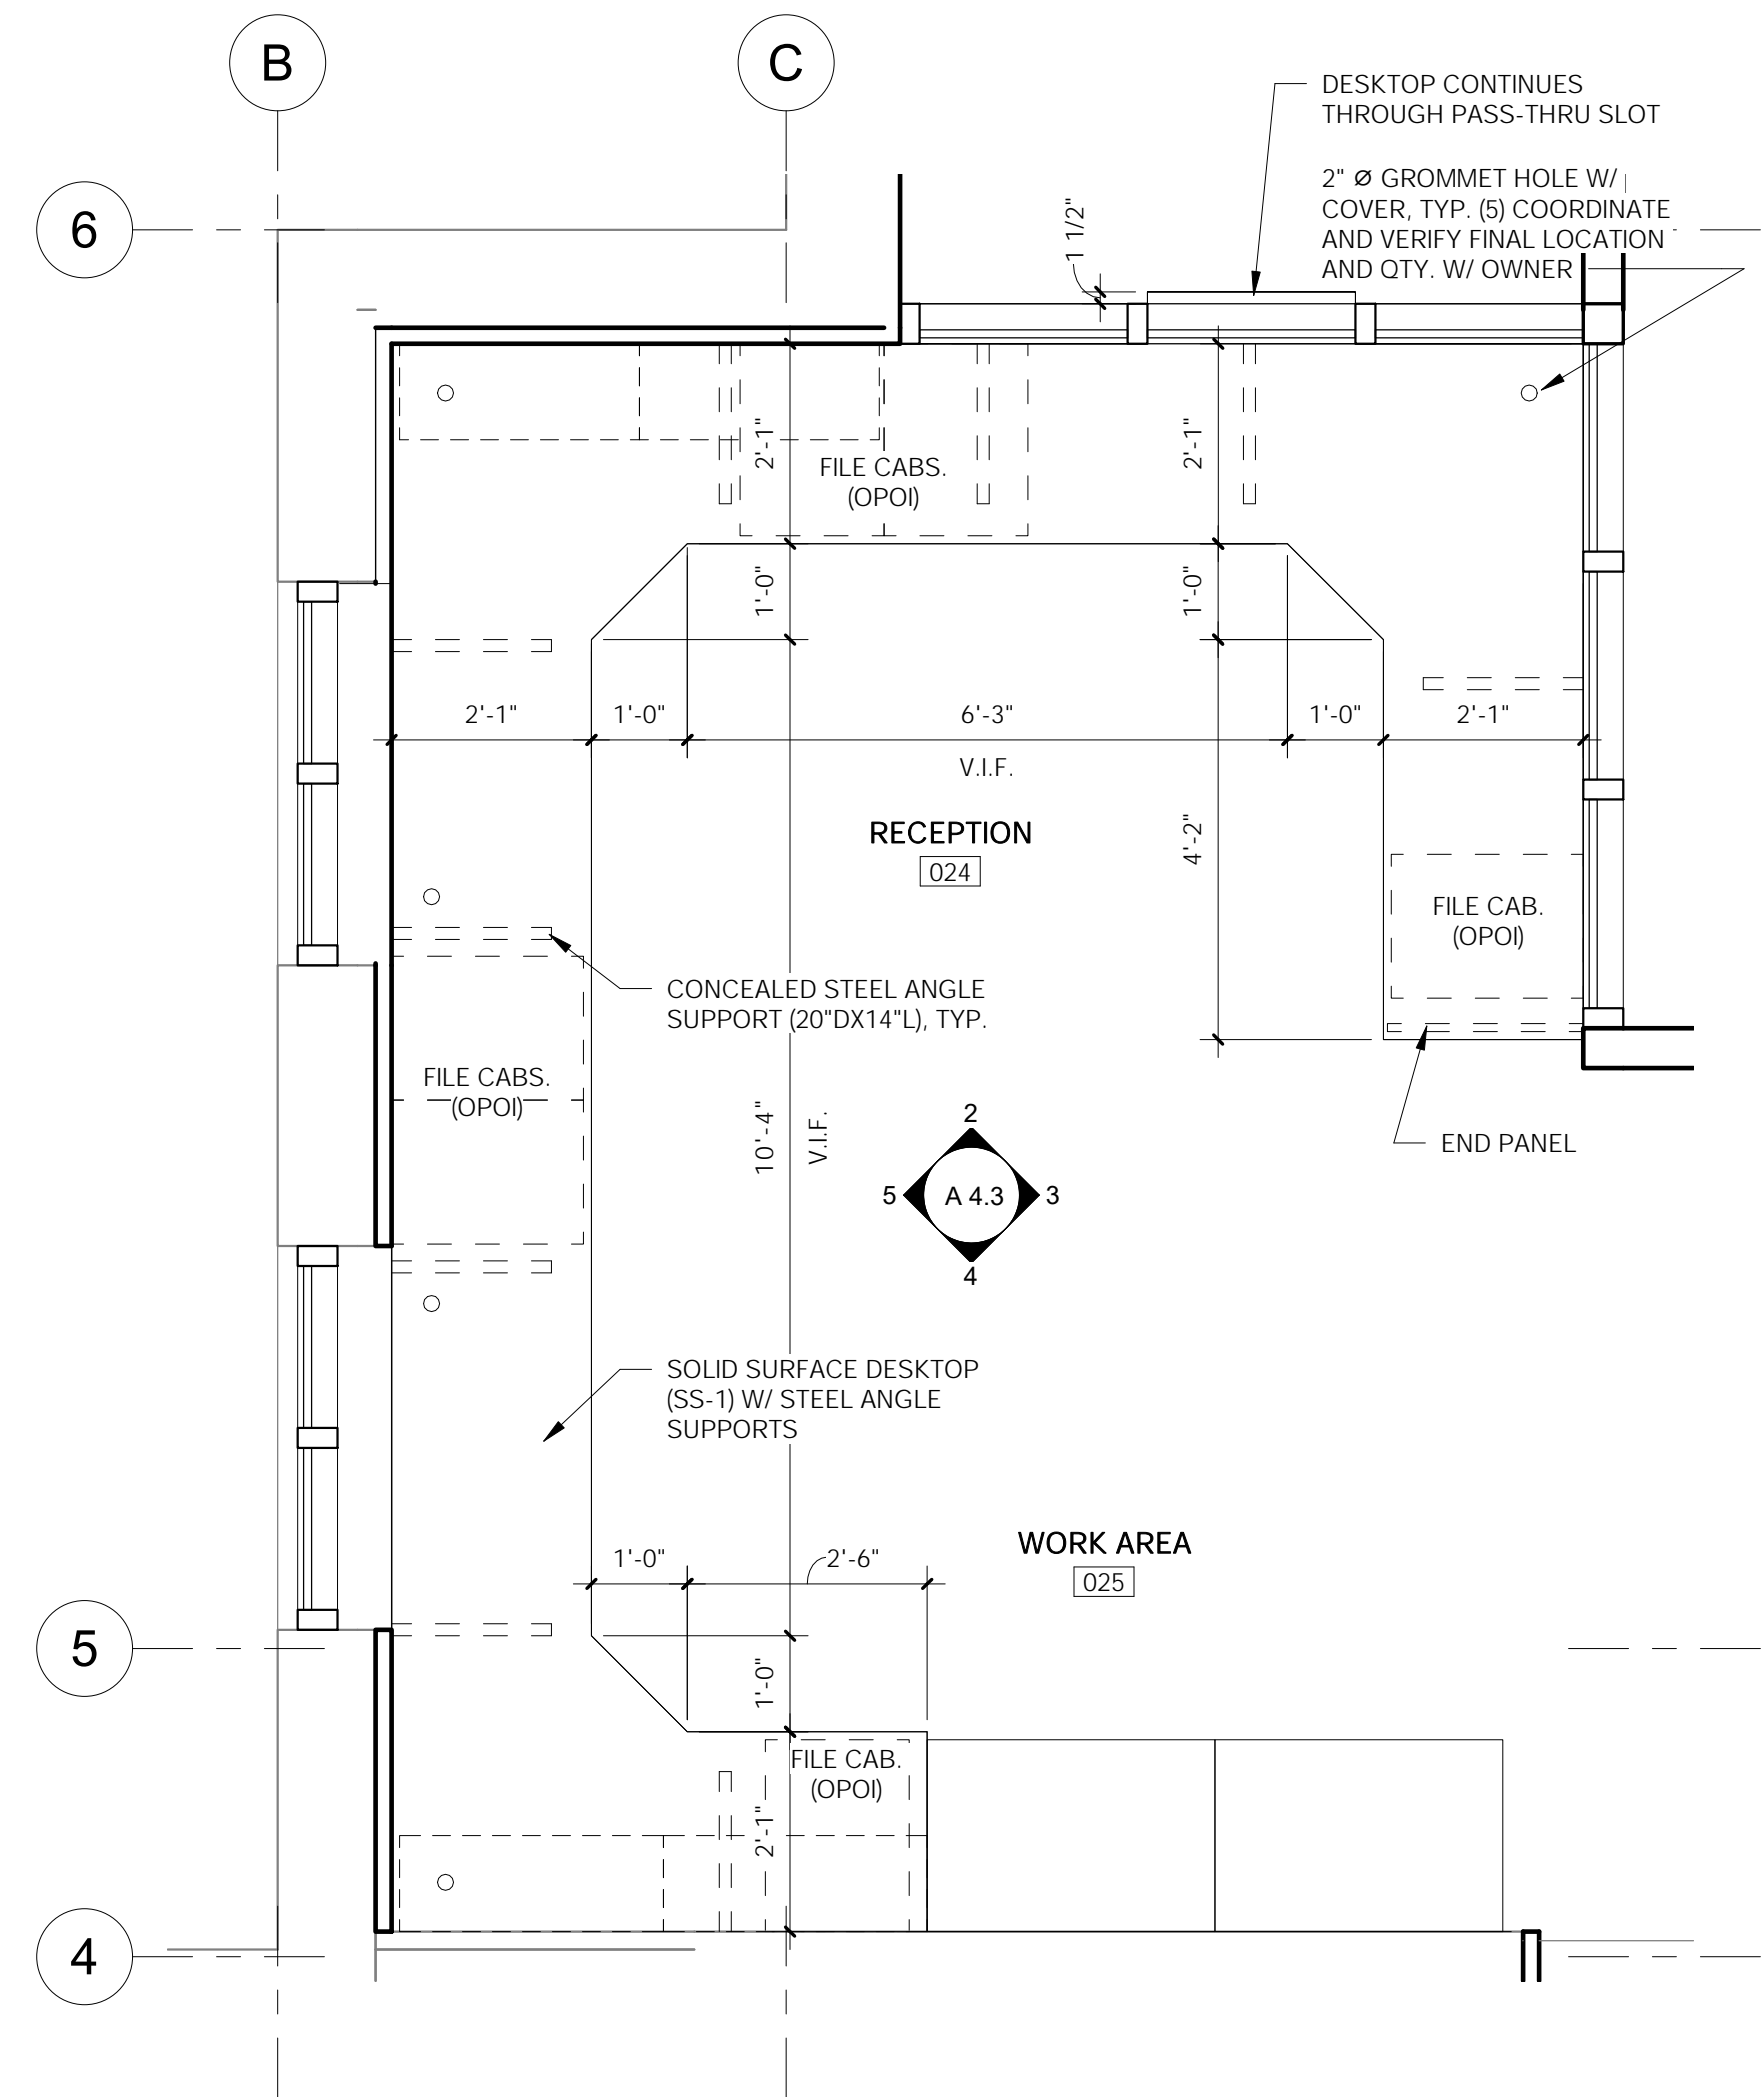 B
C
DESKTOP CONTINUES
THROUGH PASS-THRU SLOT
2" Ø GROMMET HOLE W/
COVER, TYP. (5) COORDINATE
AND VERIFY FINAL LOCATION
AND QTY. W/ OWNER
6
1 1/2"
2'-1"
FILE CABS.
(OPOI)
2'-1"
1'-0"
1'-0"
2'-1"
1'-0"
6'-3"
1'-0"
2'-1"
V.I.F.
RECEPTION
024
4'-2"
FILE CAB.
(OPOI)
CONCEALED STEEL ANGLE
SUPPORT (20"DX14"L), TYP.
FILE CABS.
(OPOI)
10'-4"
V.I.F.
2
5
A 4.3
3
4
END PANEL
SOLID SURFACE DESKTOP
(SS-1) W/ STEEL ANGLE
SUPPORTS
WORK AREA
025
1'-0"
2'-6"
5
1'-0"
FILE CAB.
(OPOI)
2'-1"
4